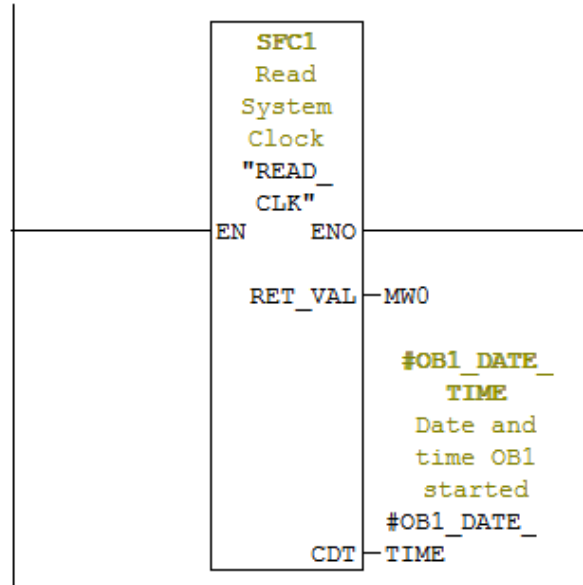 SFC1
Read
System
Clock
"READ_
CLK"
EN ENO
RET_VAL MW0
#OB1_DATE_
TIME
Date and
time OB1
started
#OB1_DATE_
CDT TIME